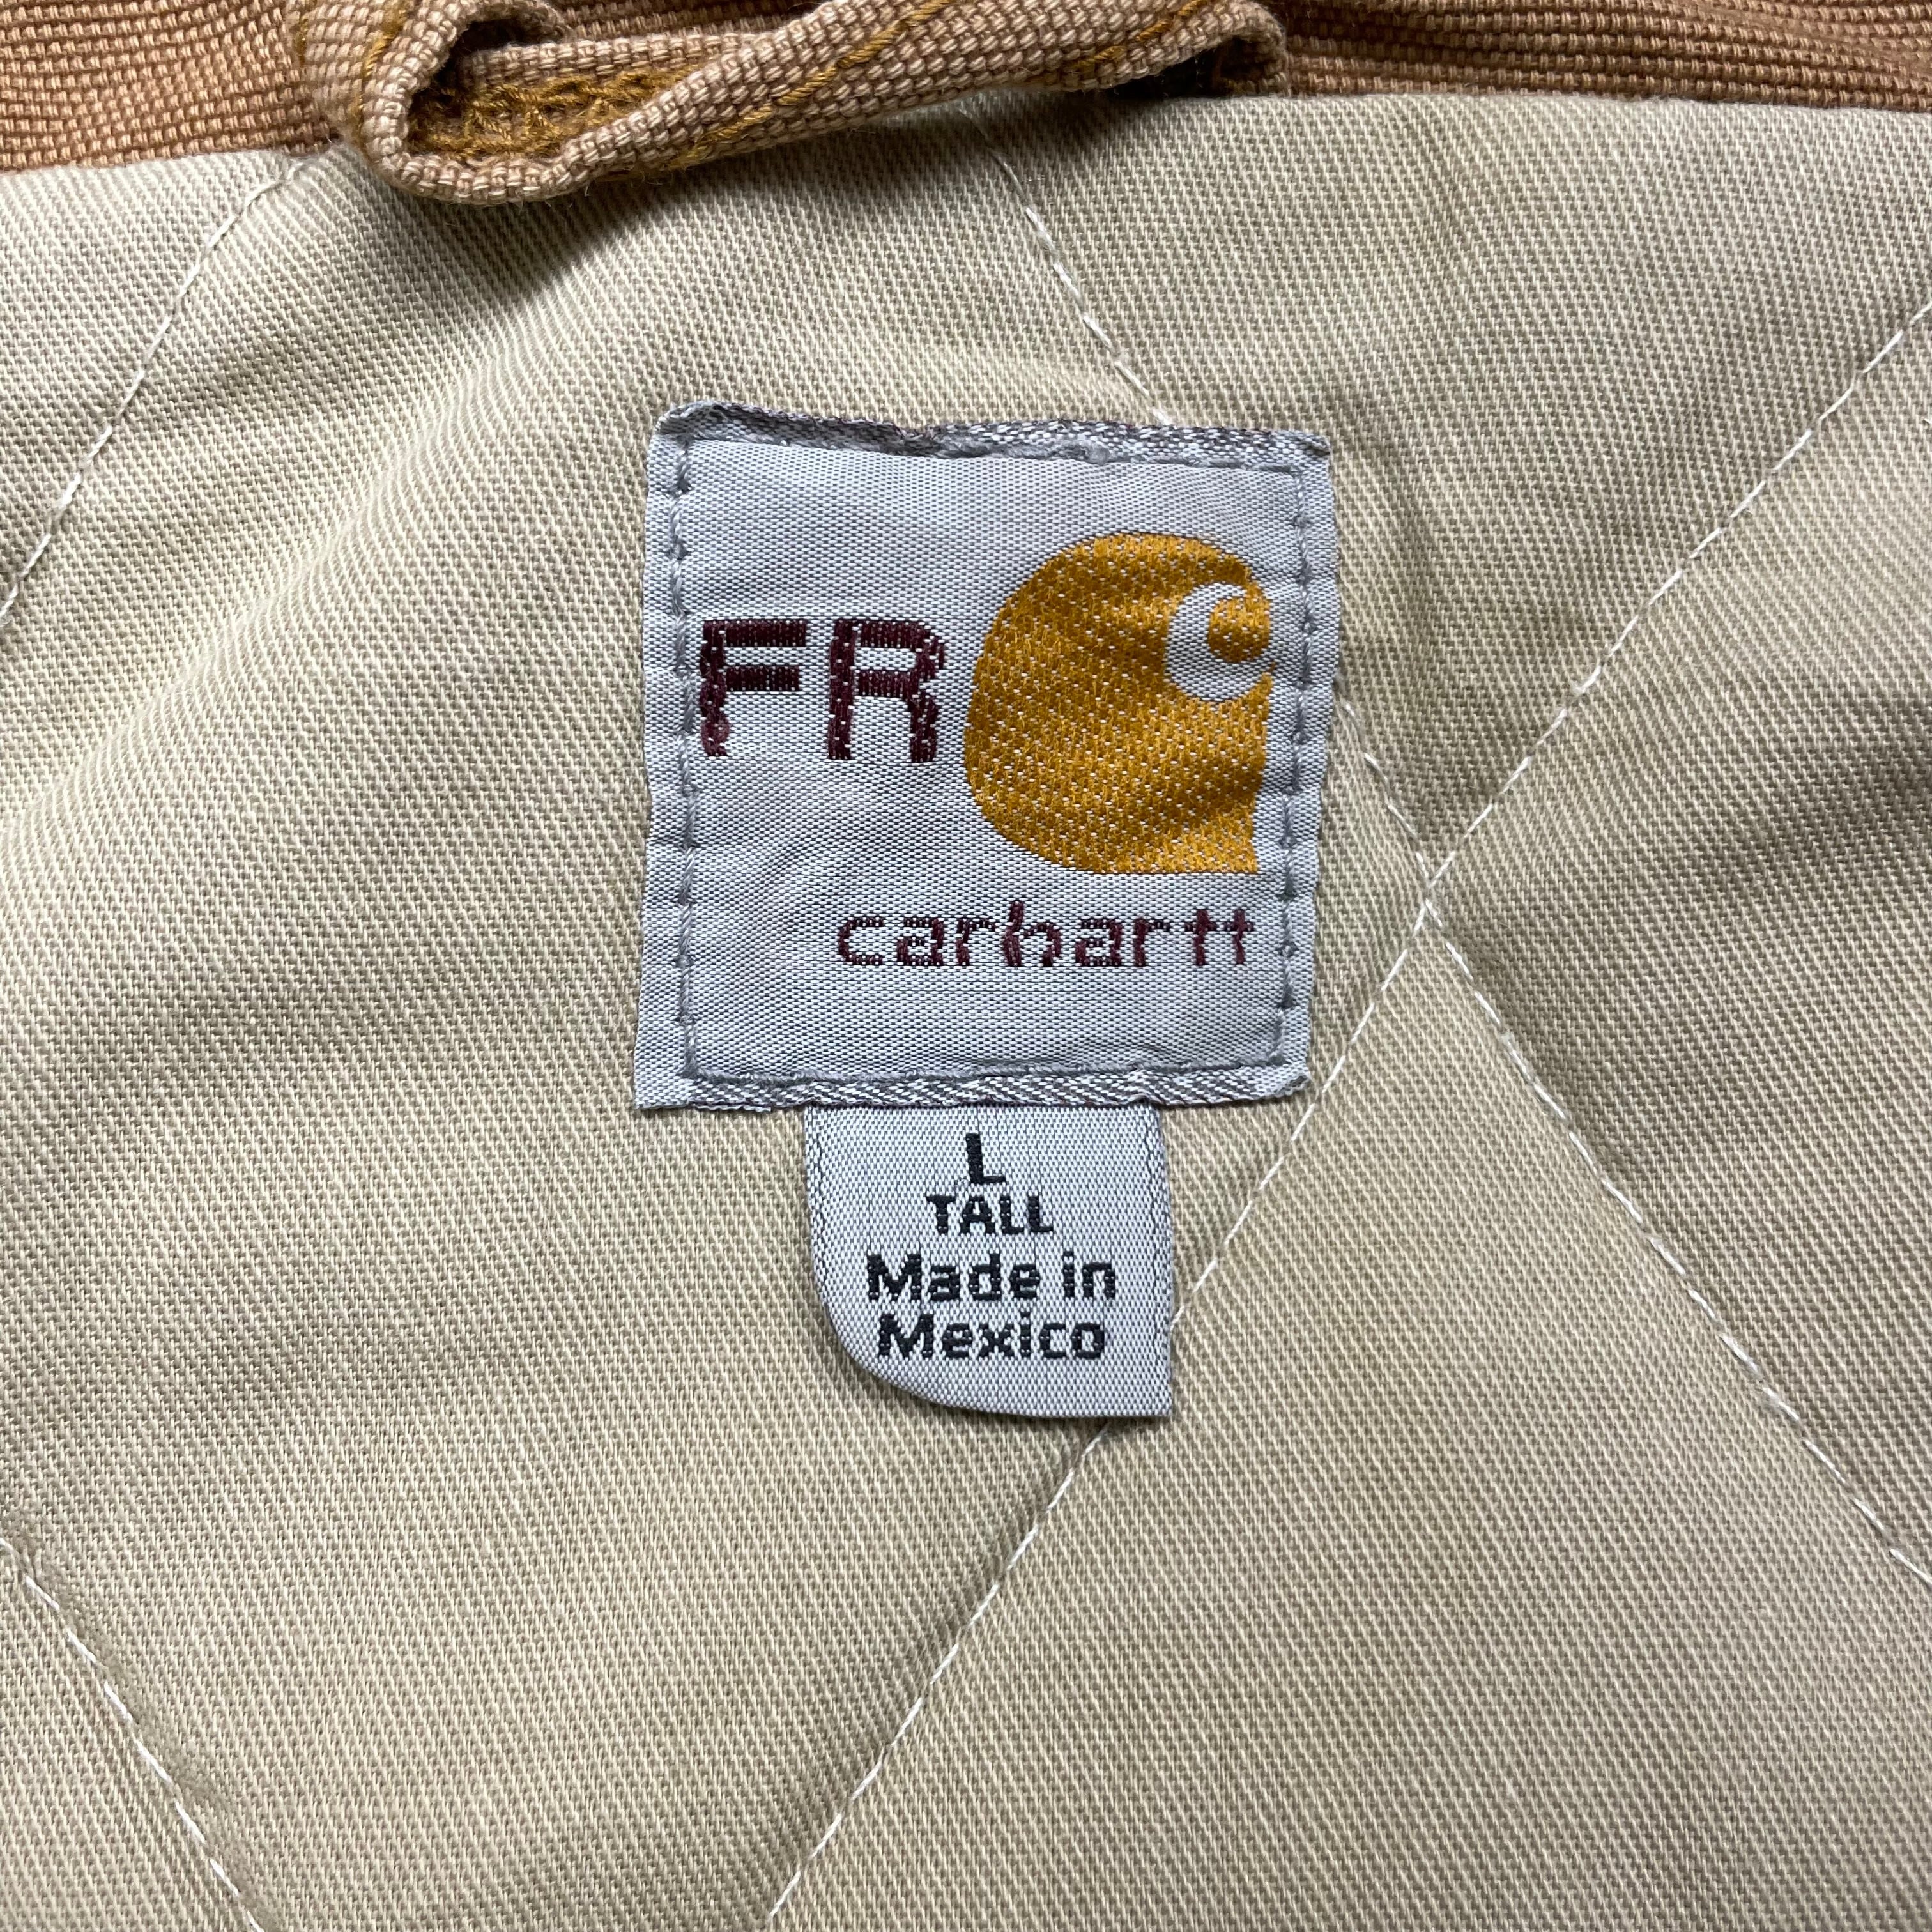 FR
carhartt
L
TALL
Made in
Mexico